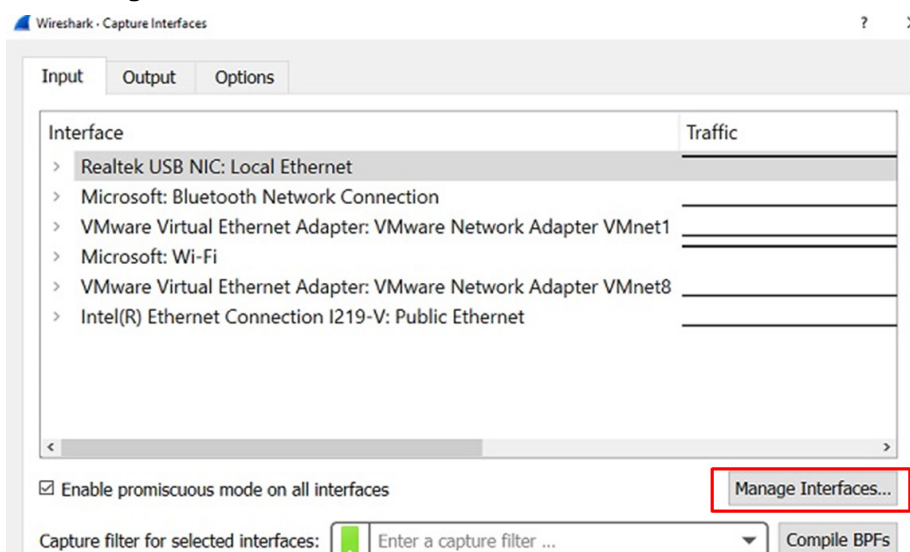 Wireshark · Capture Interfaces ?
Input Output Options
Interface Traffic
> Realtek USB NIC: Local Ethernet
> Microsoft: Bluetooth Network Connection
> VMware Virtual Ethernet Adapter: VMware Network Adapter VMnet1
> Microsoft: Wi-Fi
> VMware Virtual Ethernet Adapter: VMware Network Adapter VMnet8
> Intel(R) Ethernet Connection I219-V: Public Ethernet
Enable promiscuous mode on all interfaces Manage Interfaces...
Capture filter for selected interfaces: Enter a capture filter ... Compile BPFs